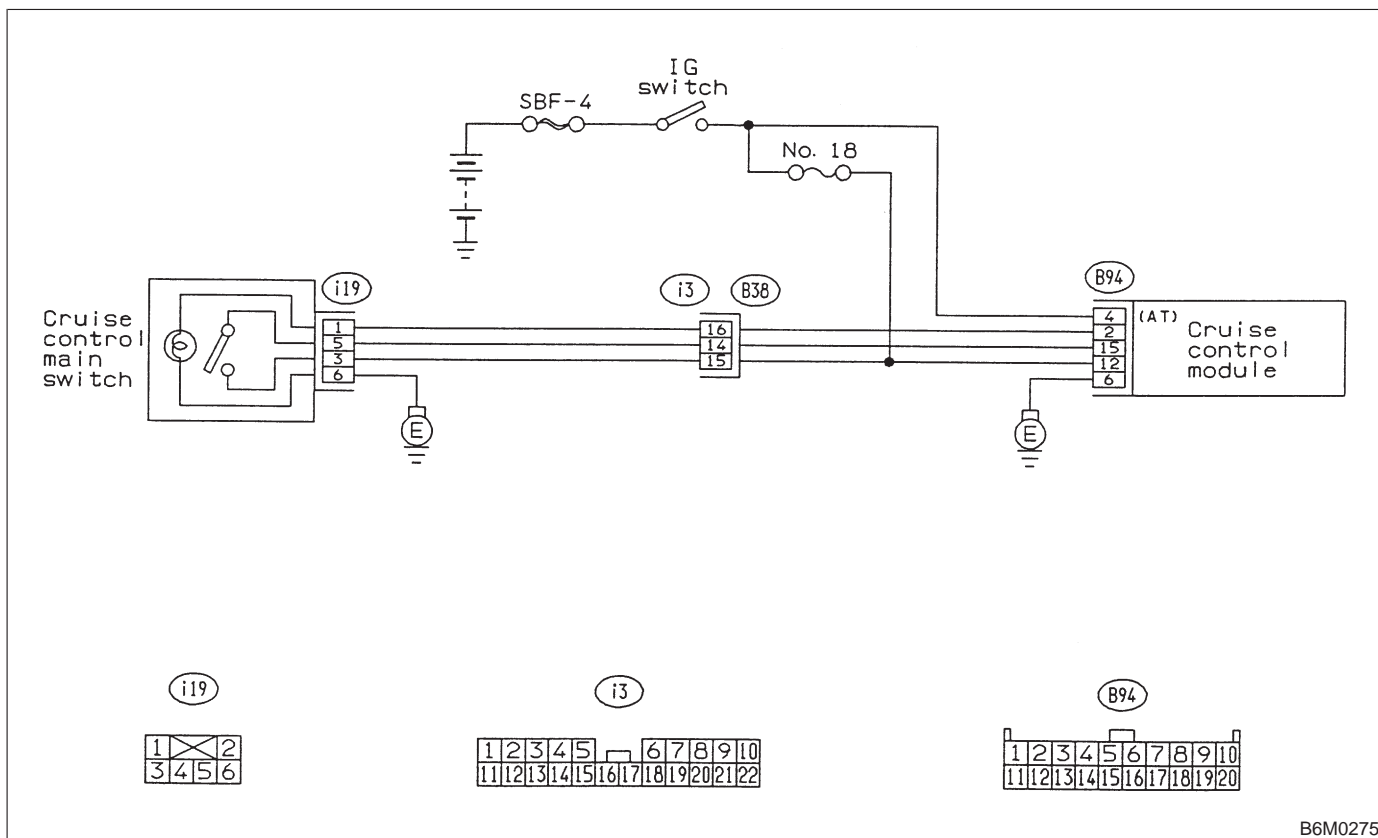 IG
switch
SBF-4
No. 18
i19
i3
B38
B94
Cruise
control
main
switch
1
5
3
6
16
14
15
4
2
15
12
6
(AT)
Cruise
control
module
E
E
i19
i3
B94
1 2
3 4 5 6
1 2 3 4 5 6 7 8 9 10
11 12 13 14 15 16 17 18 19 20 21 22
1 2 3 4 5 6 7 8 9 10
11 12 13 14 15 16 17 18 19 20
B6M0275